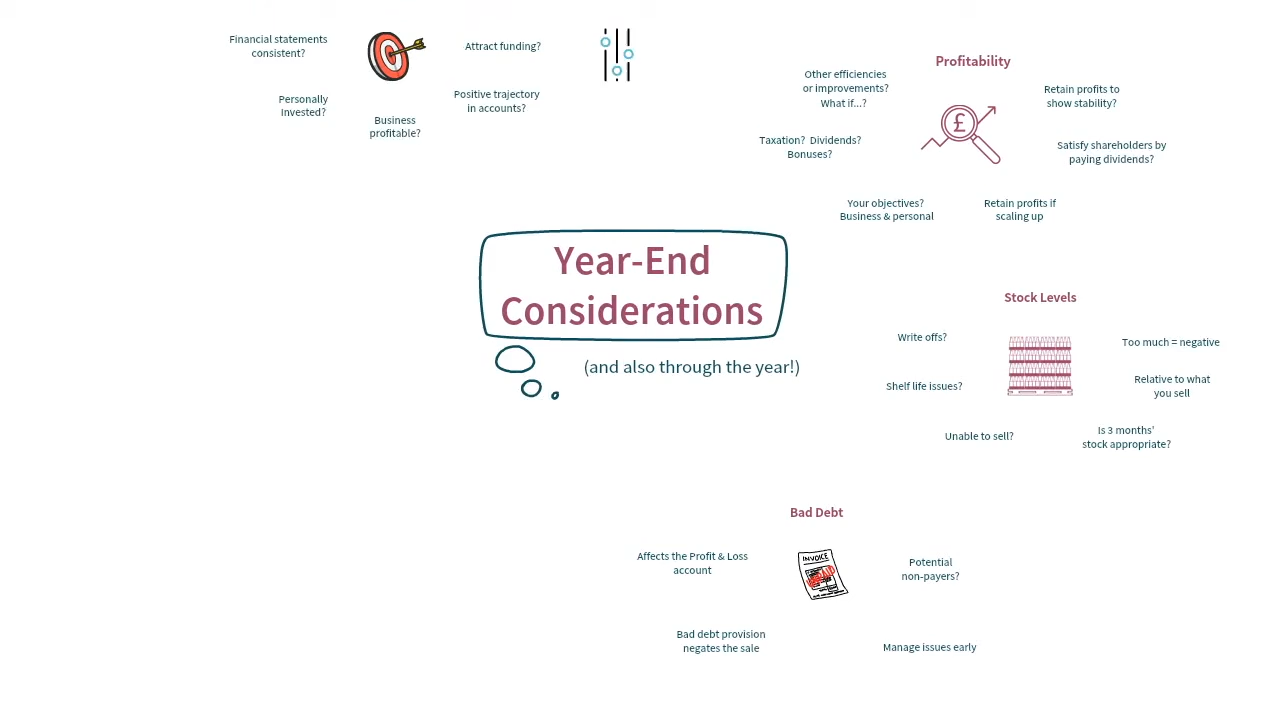 Financial statements
consistent?
Attract funding?
Personally
Invested?
Positive trajectory
in accounts?
Business
profitable?
Profitability
Other efficiencies
or improvements?
What if...?
Retain profits to
show stability?
£
Taxation? Dividends?
Bonuses?
Satisfy shareholders by
paying dividends?
Your objectives?
Business & personal
Retain profits if
scaling up
Year-End
Considerations
(and also through the year!)
Stock Levels
Write offs?
Too much = negative
Shelf life issues?
Relative to what
you sell
Unable to sell?
Is 3 months'
stock appropriate?
Bad Debt
Affects the Profit & Loss
account
INVOICE
Potential
non-payers?
Bad debt provision
negates the sale
Manage issues early